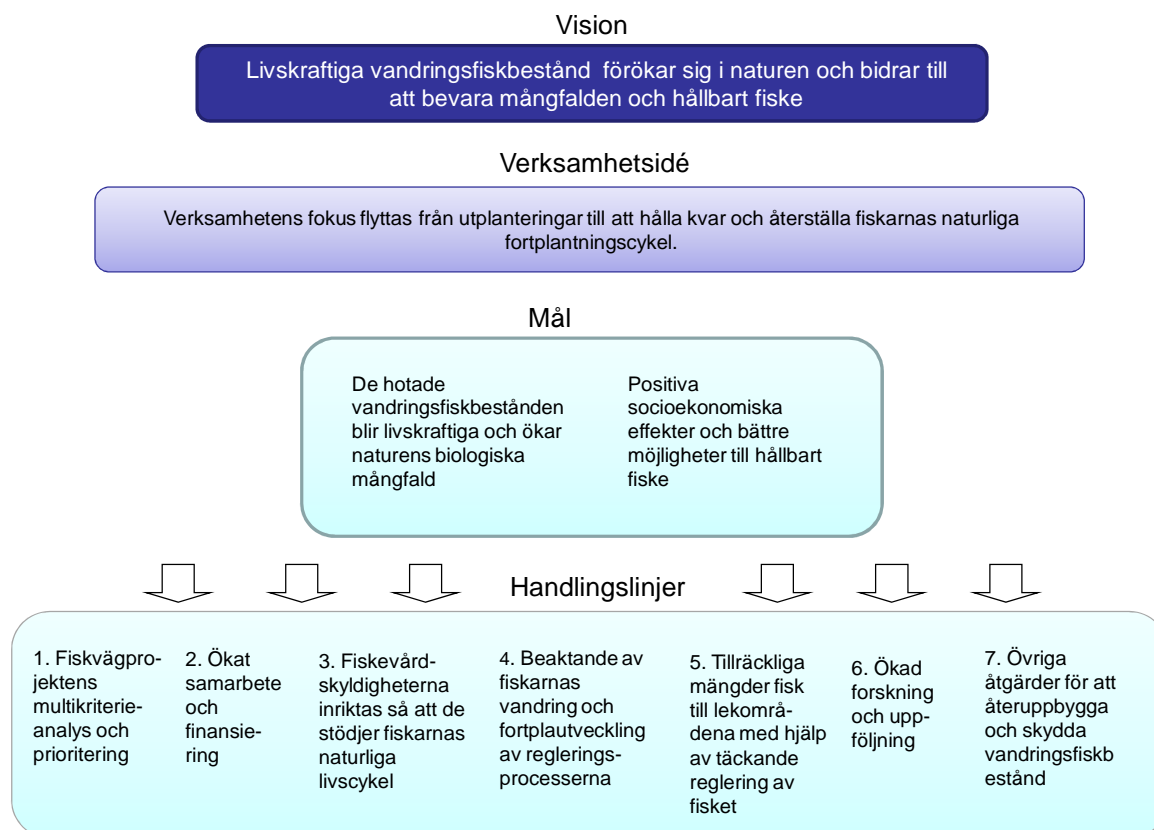 Vision
Livskraftiga vandringsfiskbestånd förökar sig i naturen och bidrar till
att bevara mångfalden och hållbart fiske
Verksamhetsidé
Verksamhetens fokus flyttas från utplanteringar till att hålla kvar och återställa fiskarnas naturliga
fortplantningscykel.
Mål
De hotade
vandringsfiskbestånden
blir livskraftiga och ökar
naturens biologiska
mångfald
Positiva
socioekonomiska
effekter och bättre
möjligheter till hållbart
fiske
Handlingslinjer
1. Fiskvägpro-
jektens
multikriterie-
analys och
prioritering
2. Ökat
samarbete
och
finansie-
ring
3. Fiskevård-
skyldigheterna
inriktas så att de
stödjer fiskarnas
naturliga
livscykel
4. Beaktande av
fiskarnas
vandring och
fortplautveckling
av reglerings-
processerna
5. Tillräckliga
mängder fisk
till lekområ-
dena med hjälp
av täckande
reglering av
fisket
6. Ökad
forskning
och upp-
följning
7. Övriga
åtgärder för att
återuppbygga
och skydda
vandringsfiskb
estånd